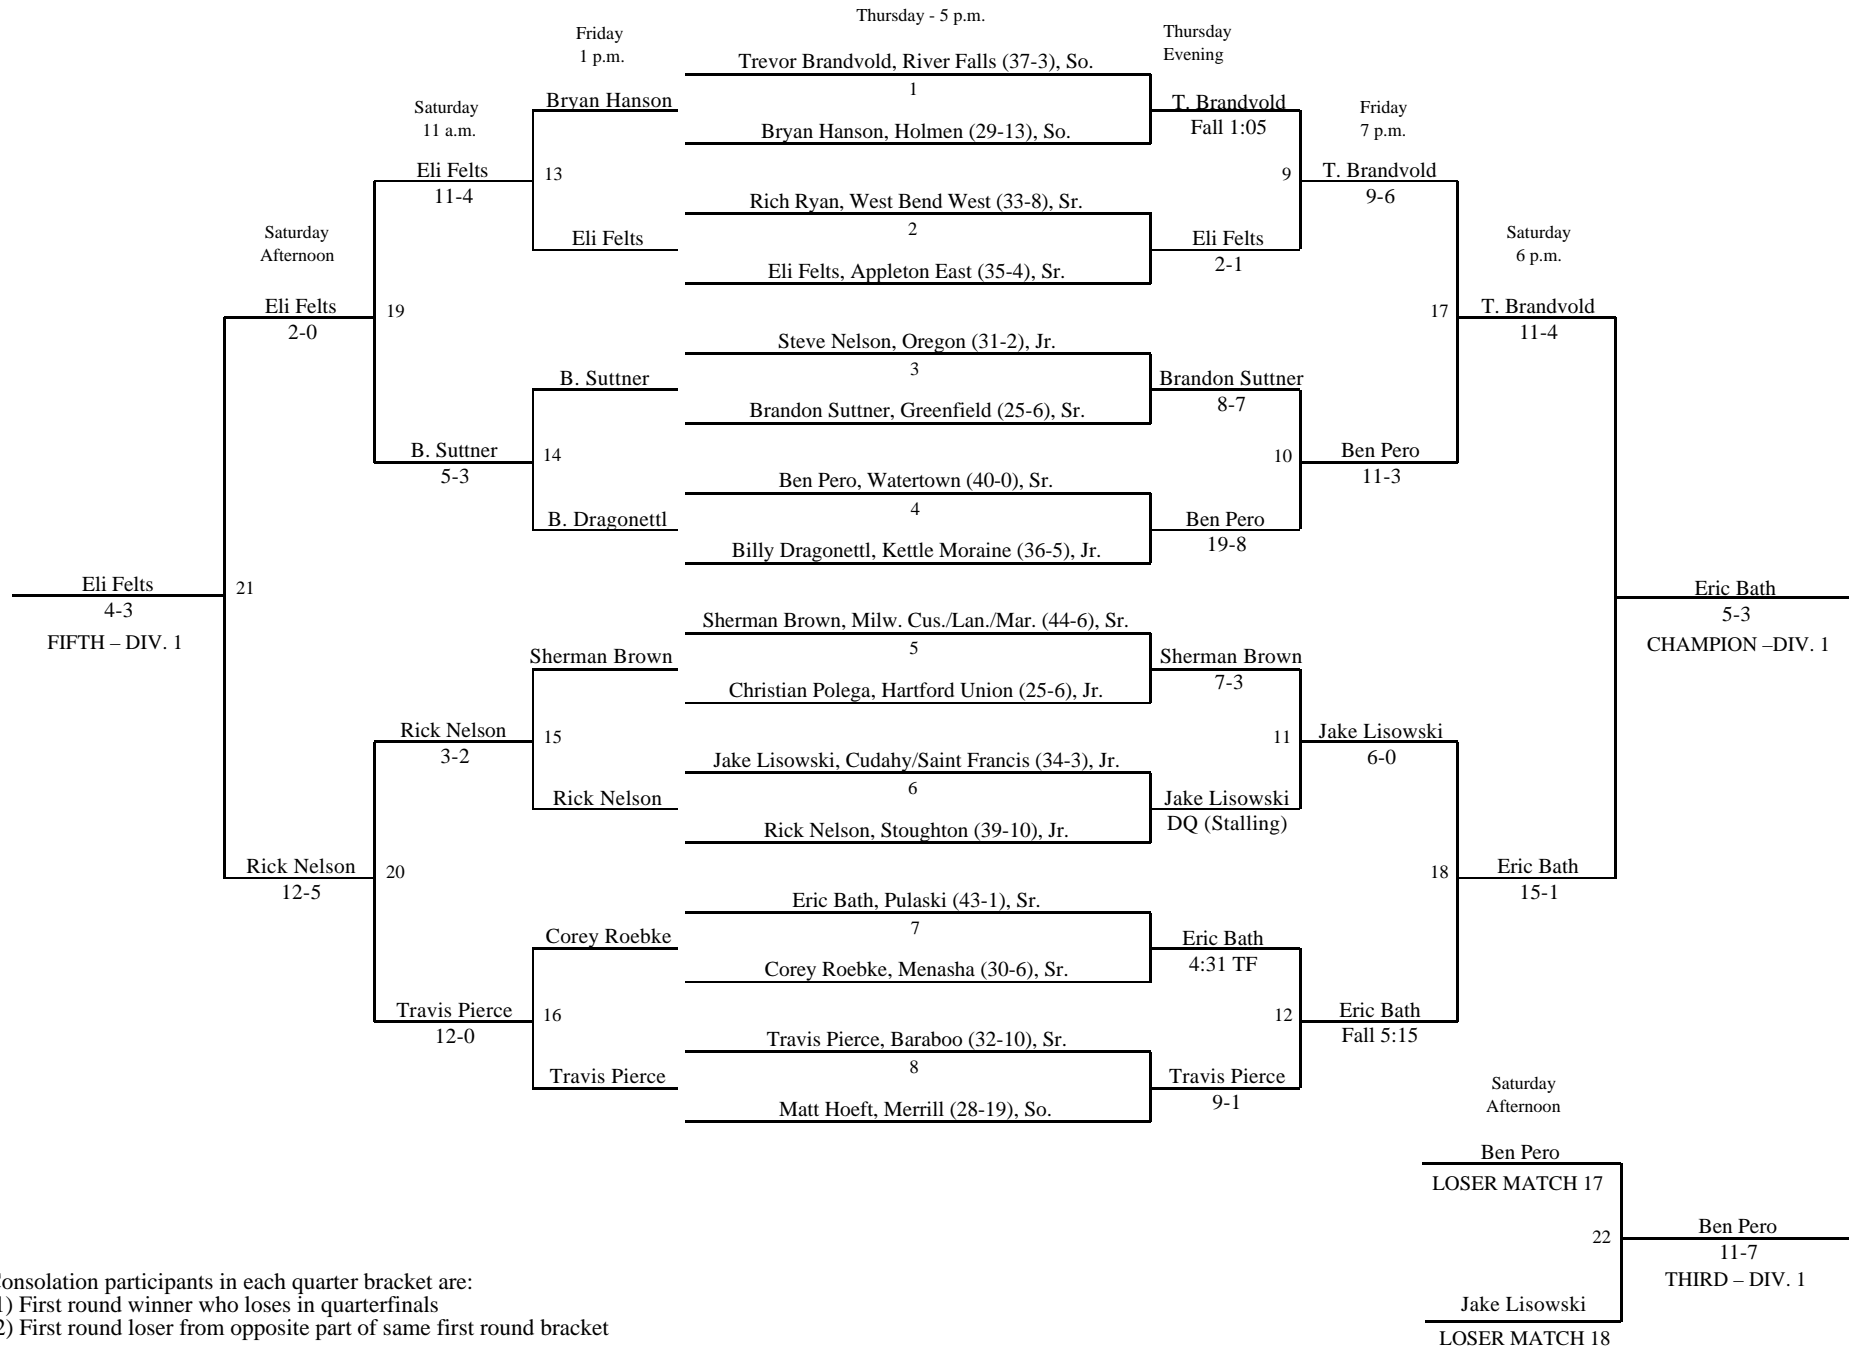 Thursday - 5 p.m.
Friday
1 p.m.
Thursday
Evening
Saturday
11 a.m.
Friday
7 p.m.
Saturday
Afternoon
Saturday
6 p.m.
Trevor Brandvold, River Falls (37-3), So.
1
Bryan Hanson, Holmen (29-13), So.
Rich Ryan, West Bend West (33-8), Sr.
2
Eli Felts, Appleton East (35-4), Sr.
Steve Nelson, Oregon (31-2), Jr.
3
Brandon Suttner, Greenfield (25-6), Sr.
Ben Pero, Watertown (40-0), Sr.
4
Billy Dragonettl, Kettle Moraine (36-5), Jr.
Sherman Brown, Milw. Cus./Lan./Mar. (44-6), Sr.
5
Christian Polega, Hartford Union (25-6), Jr.
Jake Lisowski, Cudahy/Saint Francis (34-3), Jr.
6
Rick Nelson, Stoughton (39-10), Jr.
Eric Bath, Pulaski (43-1), Sr.
7
Corey Roebke, Menasha (30-6), Sr.
Travis Pierce, Baraboo (32-10), Sr.
8
Matt Hoeft, Merrill (28-19), So.
T. Brandvold
Fall 1:05
9
Eli Felts
2-1
Brandon Suttner
8-7
10
Ben Pero
19-8
Sherman Brown
7-3
11
Jake Lisowski
DQ (Stalling)
Eric Bath
4:31 TF
12
Travis Pierce
9-1
T. Brandvold
9-6
17
Ben Pero
11-3
Jake Lisowski
6-0
18
Eric Bath
Fall 5:15
T. Brandvold
11-4
Eric Bath
15-1
Eric Bath
5-3
CHAMPION –DIV. 1
Bryan Hanson
13
Eli Felts
B. Suttner
14
B. Dragonettl
Sherman Brown
15
Rick Nelson
Corey Roebke
16
Travis Pierce
Eli Felts
11-4
19
B. Suttner
5-3
Rick Nelson
3-2
20
Travis Pierce
12-0
Eli Felts
2-0
21
Rick Nelson
12-5
Eli Felts
4-3
FIFTH – DIV. 1
Saturday
Afternoon
Ben Pero
LOSER MATCH 17
22
Jake Lisowski
LOSER MATCH 18
Ben Pero
11-7
THIRD – DIV. 1
onsolation participants in each quarter bracket are:
) First round winner who loses in quarterfinals
2) First round loser from opposite part of same first round bracket